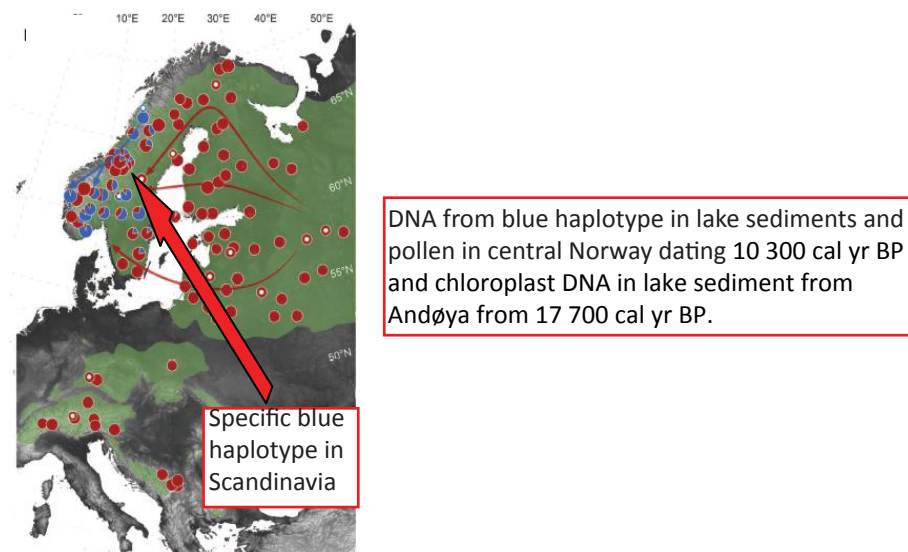 10°E 20°E 30°E 40°E 50°E
65°N
60°N
55°N
50°N
DNA from blue haplotype in lake sediments and
pollen in central Norway dating 10 300 cal yr BP
and chloroplast DNA in lake sediment from
Andøya from 17 700 cal yr BP.
Specific blue
haplotype in
Scandinavia